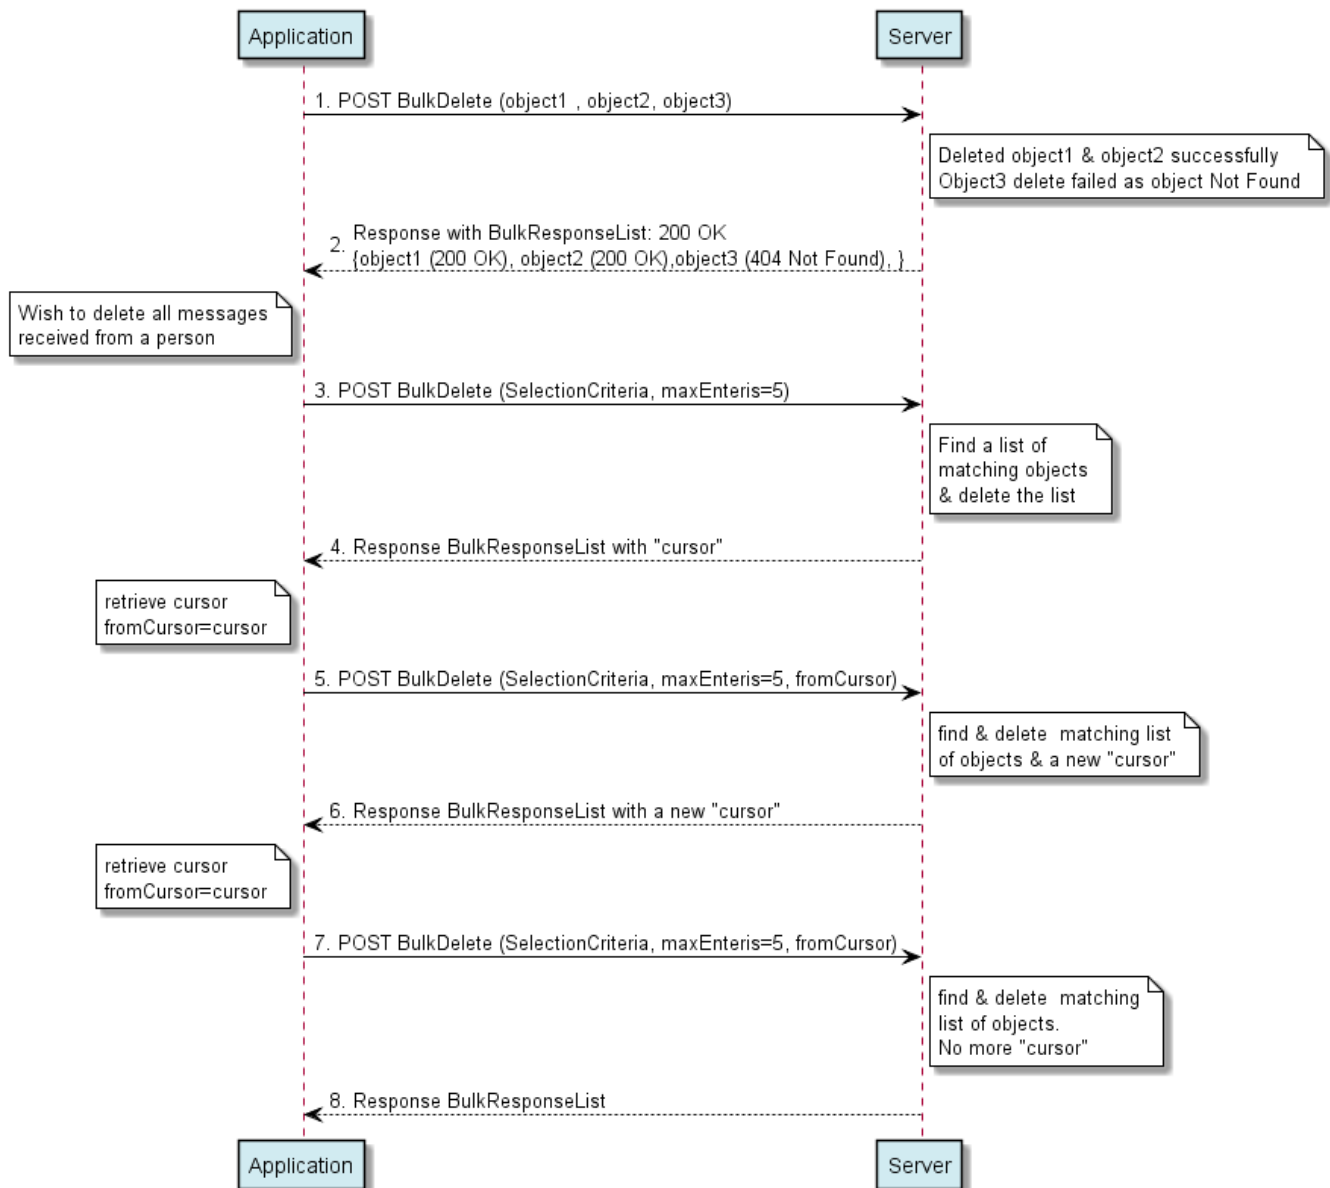 Application
Server
1. POST BulkDelete (object1 , object2, object3)
Deleted object1 & object2 successfully
Object3 delete failed as object Not Found
2. Response with BulkResponseList: 200 OK
{object1 (200 OK), object2 (200 OK),object3 (404 Not Found), }
Wish to delete all messages
received from a person
3. POST BulkDelete (SelectionCriteria, maxEnteris=5)
Find a list of
matching objects
& delete the list
4. Response BulkResponseList with "cursor"
retrieve cursor
fromCursor=cursor
5. POST BulkDelete (SelectionCriteria, maxEnteris=5, fromCursor)
find & delete  matching list
of objects & a new "cursor"
6. Response BulkResponseList with a new "cursor"
retrieve cursor
fromCursor=cursor
7. POST BulkDelete (SelectionCriteria, maxEnteris=5, fromCursor)
find & delete  matching
list of objects.
No more "cursor"
8. Response BulkResponseList
Application
Server